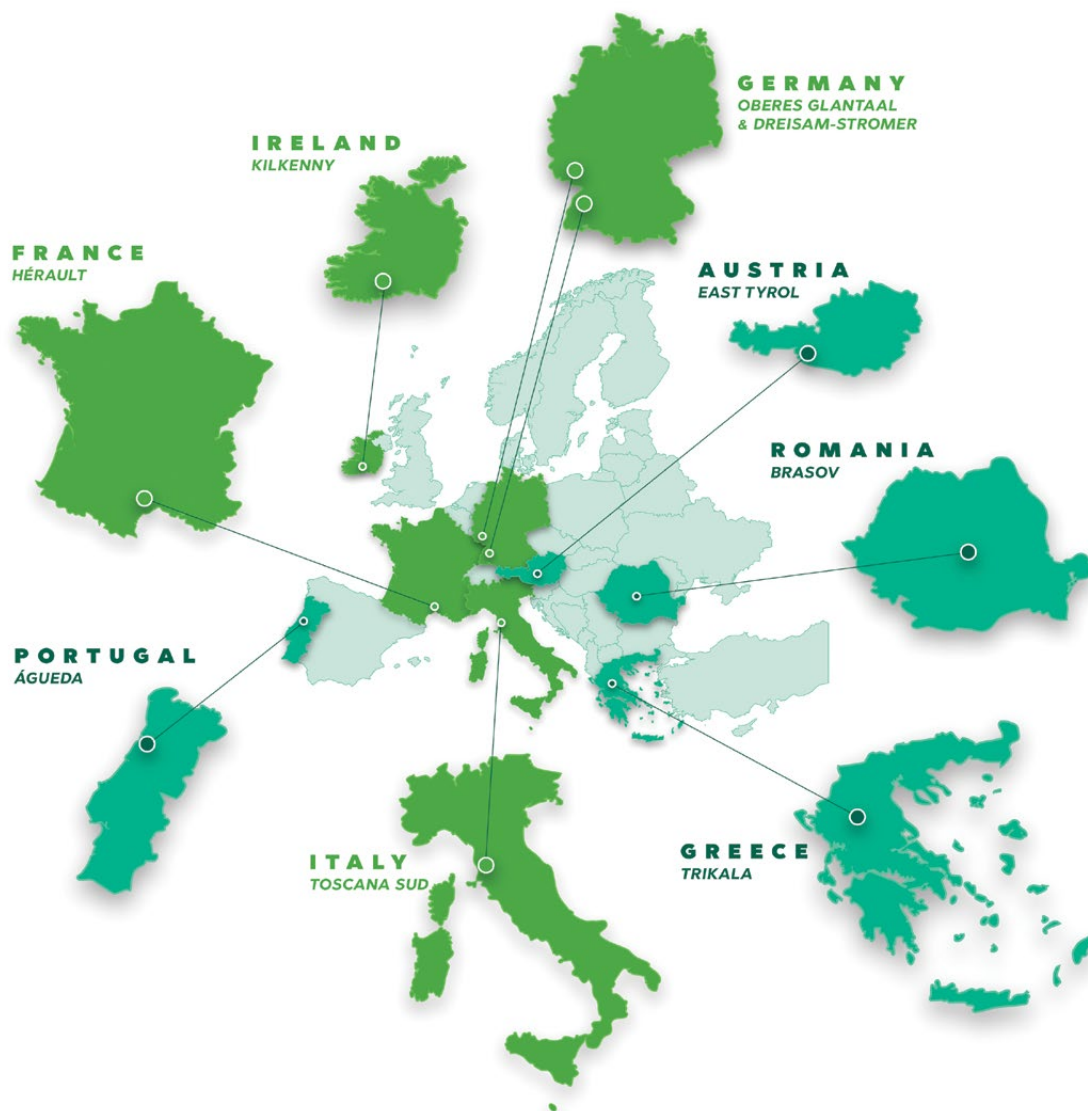 GERMANY
OBERES GLANTAAL
& DREISAM-STROMER
IRELAND
KILKENNY
FRANCE
HÉRAULT
AUSTRIA
EAST TYROL
ROMANIA
BRASOV
PORTUGAL
ÁGUEDA
ITALY
TOSCANA SUD
GREECE
TRIKALA